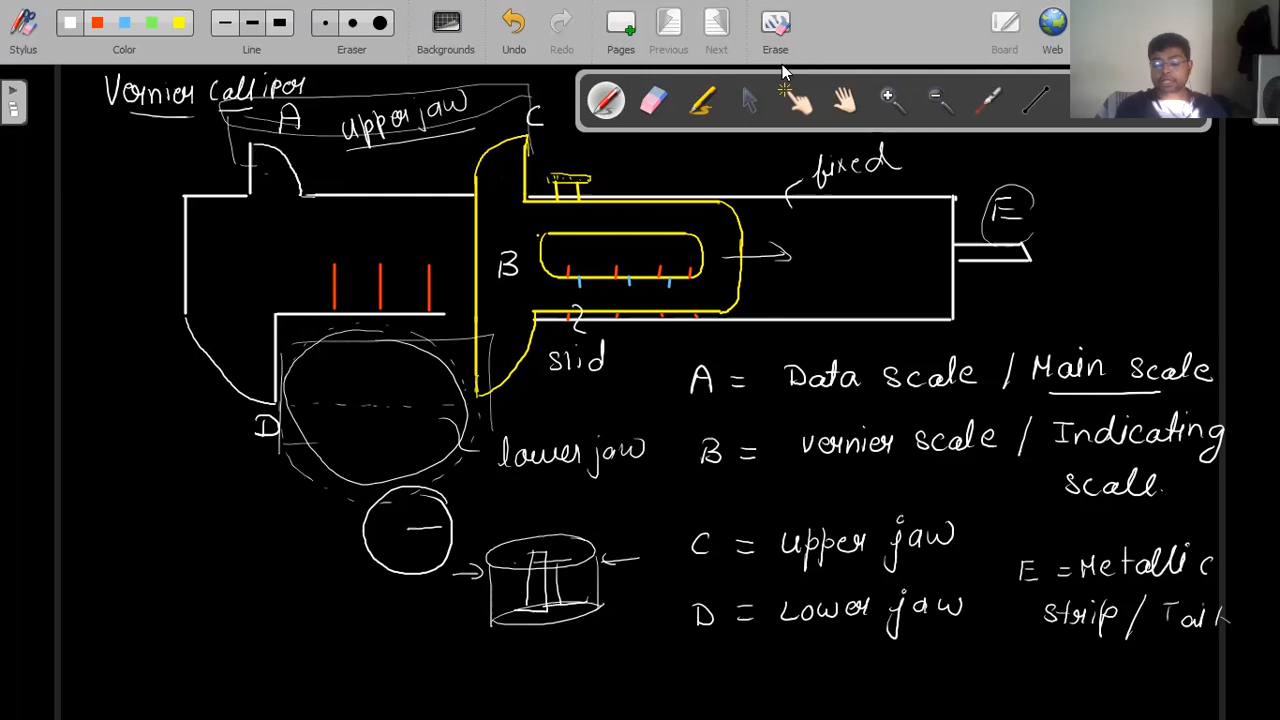 Stylus
Color
Line
Eraser
Backgrounds
Undo
Redo
Pages
Previous
Next
Erase
Board
Web
Vernier Calliper
A
upper jaw
C
fixed
E
B
slid
D
lower jaw
A = Data scale / Main scale
B = vernier scale / Indicating
scale.
C = upper jaw
E = Metallic
D = Lower jaw
strip / Tail